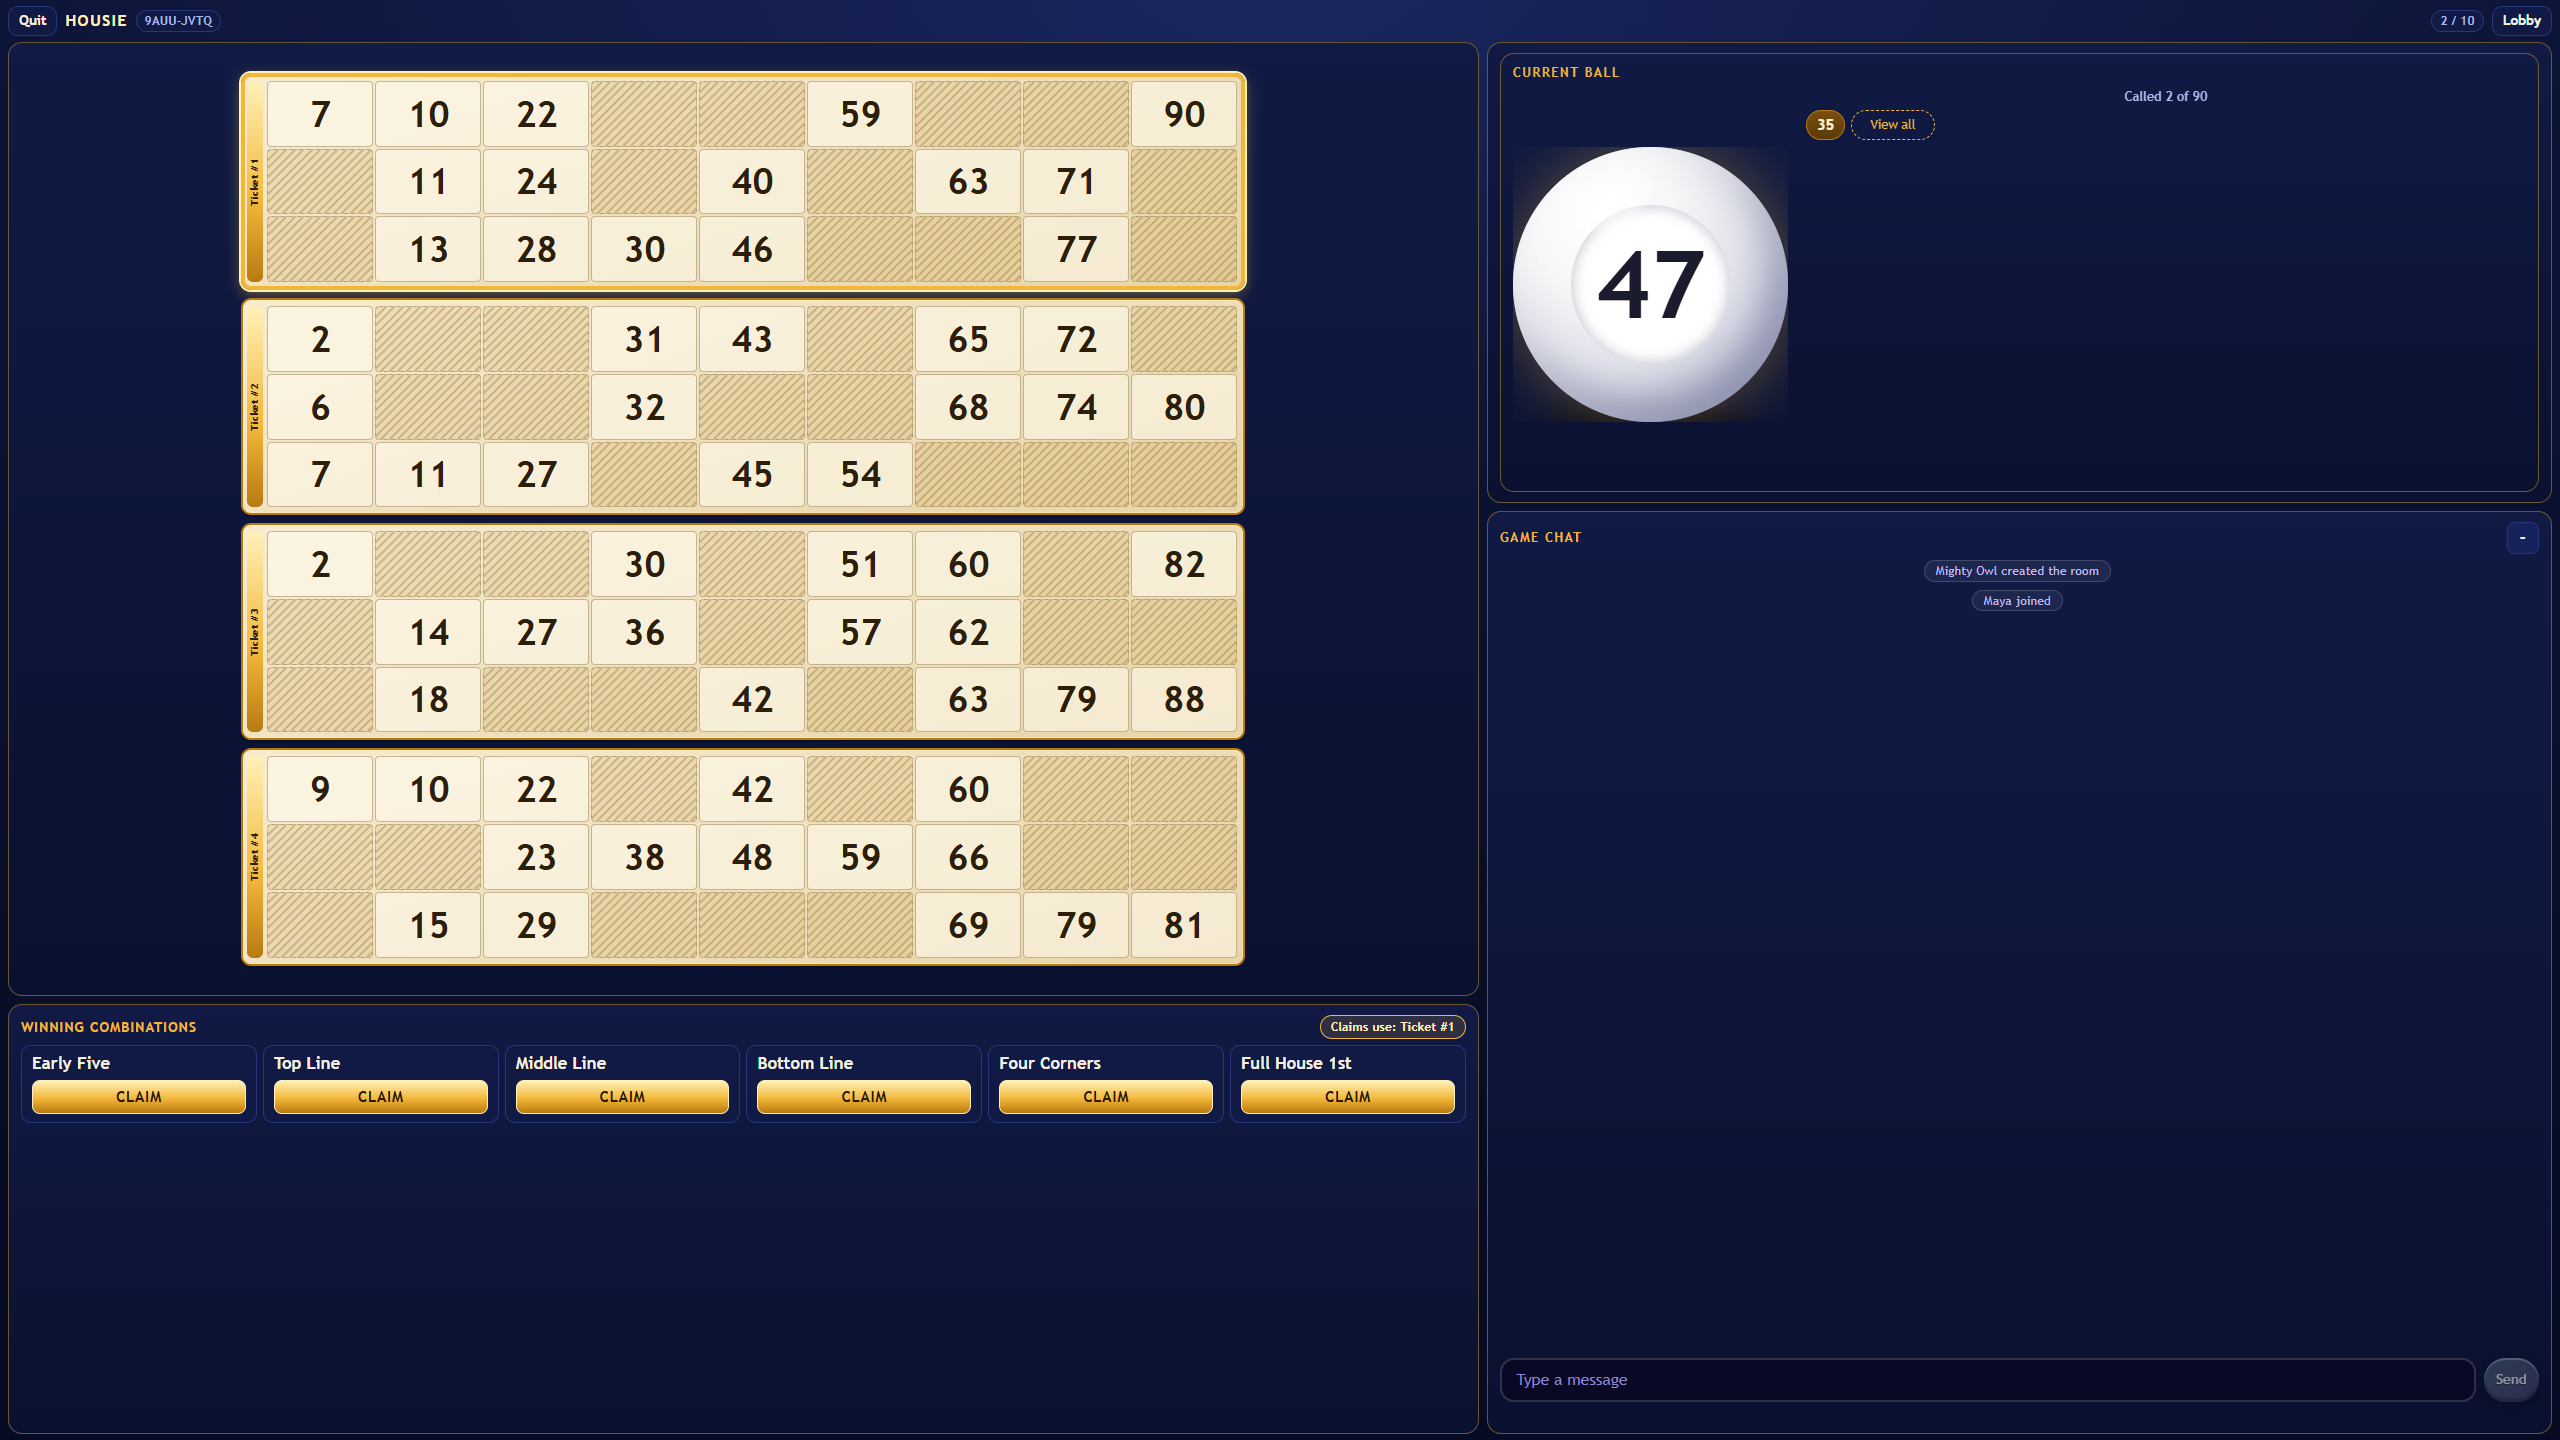 Quit HOUSIE 9AUU-JVTQ 2 / 10 Lobby
Ticket #1
7 10 22 59 90
11 24 40 63 71
13 28 30 46 77
Ticket #2
2 31 43 65 72
6 32 68 74 80
7 11 27 45 54
Ticket #3
2 30 51 60 82
14 27 36 57 62
18 42 63 79 88
Ticket #4
9 10 22 42 60
23 38 48 59 66
15 29 69 79 81
WINNING COMBINATIONS Claims use: Ticket #1
Early Five Top Line Middle Line Bottom Line Four Corners Full House 1st
CLAIM CLAIM CLAIM CLAIM CLAIM CLAIM
CURRENT BALL
Called 2 of 90
35 View all
47
GAME CHAT -
Mighty Owl created the room
Maya joined
Type a message Send